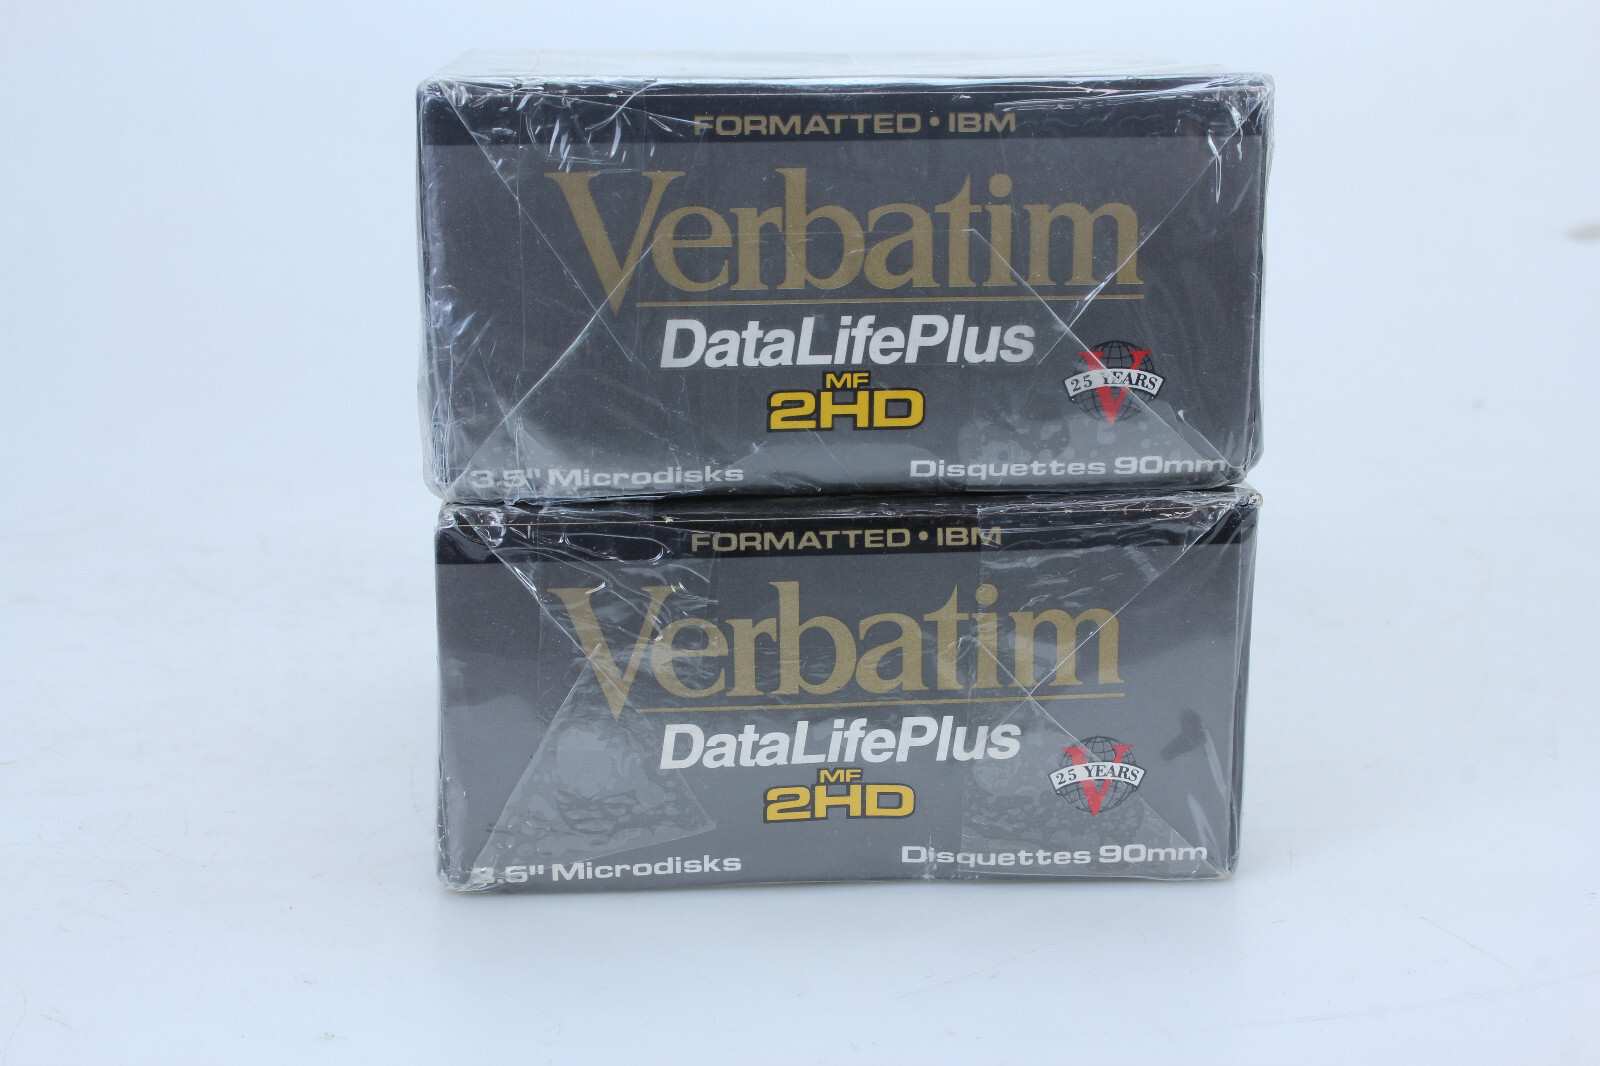 FORMATTED • IBM
Verbatim
DataLifePlus
MF
2HD
25 YEARS
V
3.5" Microdisks
Disquettes 90mm
FORMATTED • IBM
Verbatim
DataLifePlus
MF
2HD
25 YEARS
V
3.5" Microdisks
Disquettes 90mm